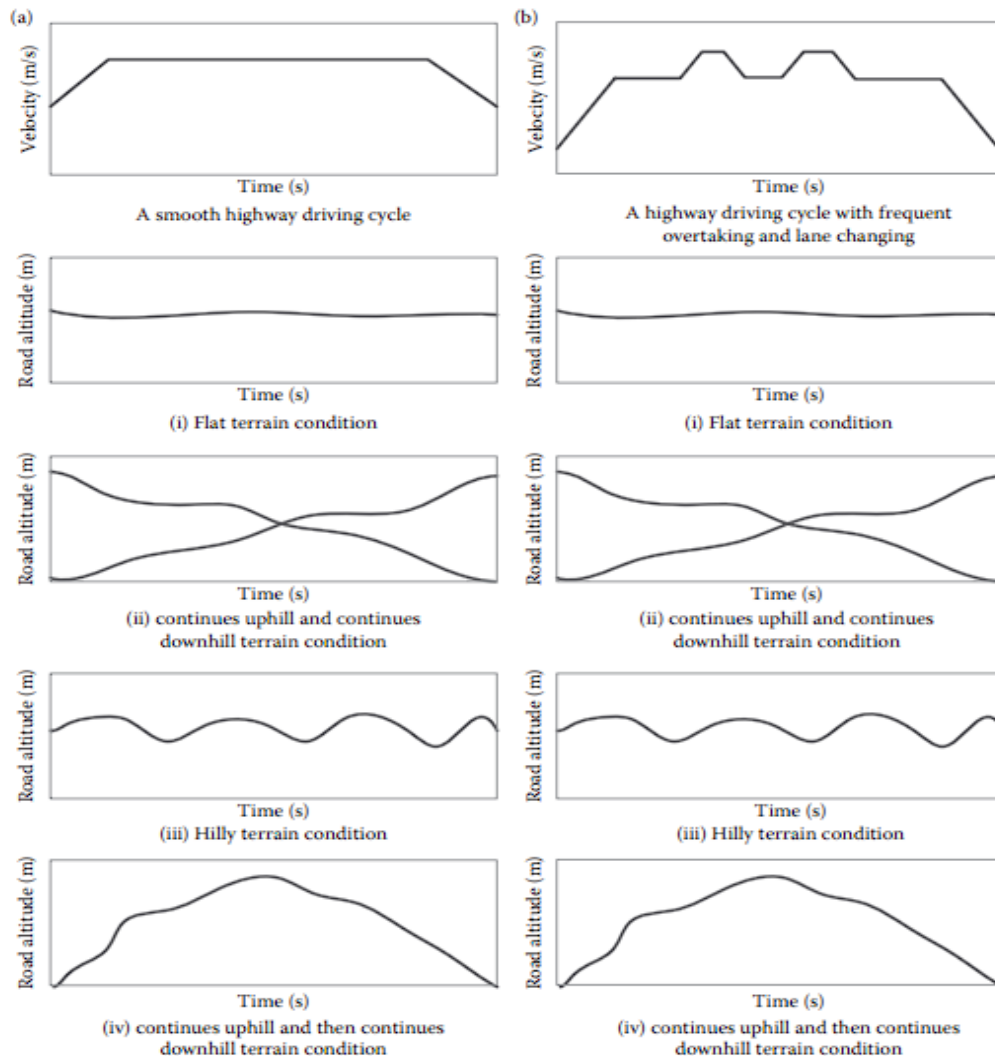 (a)
Velocity (m/s)
Time (s)
A smooth highway driving cycle
Road altitude (m)
Time (s)
(i) Flat terrain condition
Road altitude (m)
Time (s)
(ii) continues uphill and continues
downhill terrain condition
Road altitude (m)
Time (s)
(iii) Hilly terrain condition
Road altitude (m)
Time (s)
(iv) continues uphill and then continues
downhill terrain condition
(b)
Velocity (m/s)
Time (s)
A highway driving cycle with frequent
overtaking and lane changing
Road altitude (m)
Time (s)
(i) Flat terrain condition
Road altitude (m)
Time (s)
(ii) continues uphill and continues
downhill terrain condition
Road altitude (m)
Time (s)
(iii) Hilly terrain condition
Road altitude (m)
Time (s)
(iv) continues uphill and then continues
downhill terrain condition